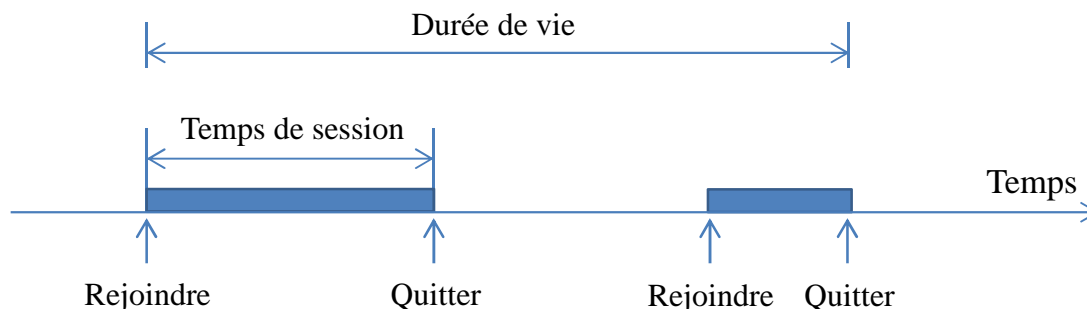 Durée de vie
Temps de session
Temps
Rejoindre
Quitter
Rejoindre
Quitter